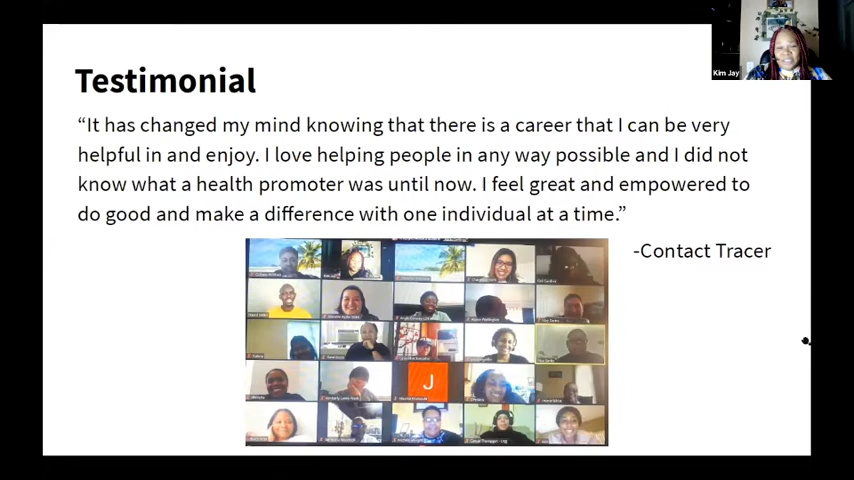 Kim Jay
Testimonial
“It has changed my mind knowing that there is a career that I can be very
helpful in and enjoy. I love helping people in any way possible and I did not
know what a health promoter was until now. I feel great and empowered to
do good and make a difference with one individual at a time.”
-Contact Tracer
J